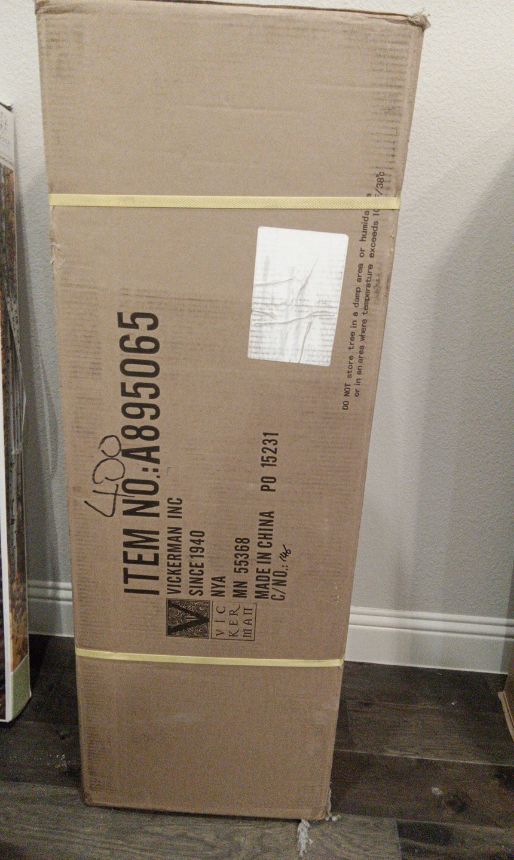 400
ITEM NO.:A895065
VICKERMAN INC
SINCE1940
NYA
MN 55368
MADE IN CHINA PO 15231
C/NO.:
V
VIC
KER
MAN
DO NOT store tree in a damp area or humid
or in an area where temperature exceeds